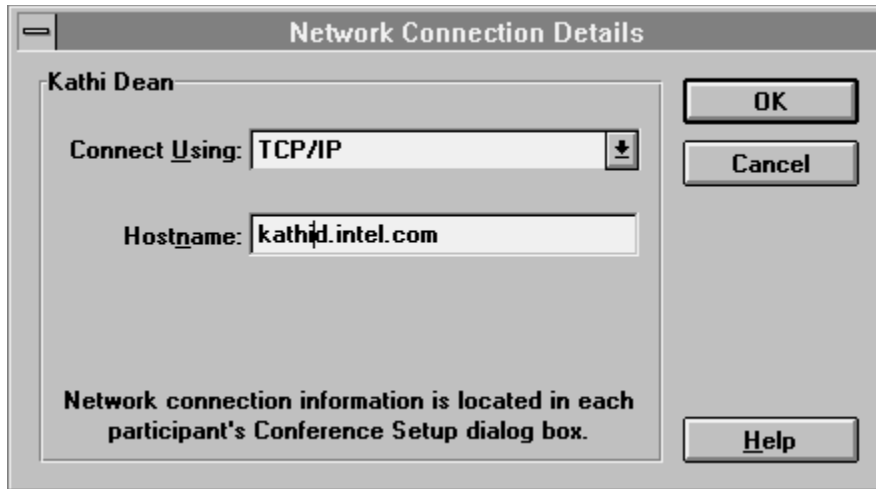 Network Connection Details
Kathi Dean
Connect Using: TCP/IP
Hostname: kathid.intel.com
Network connection information is located in each
participant's Conference Setup dialog box.
OK
Cancel
Help